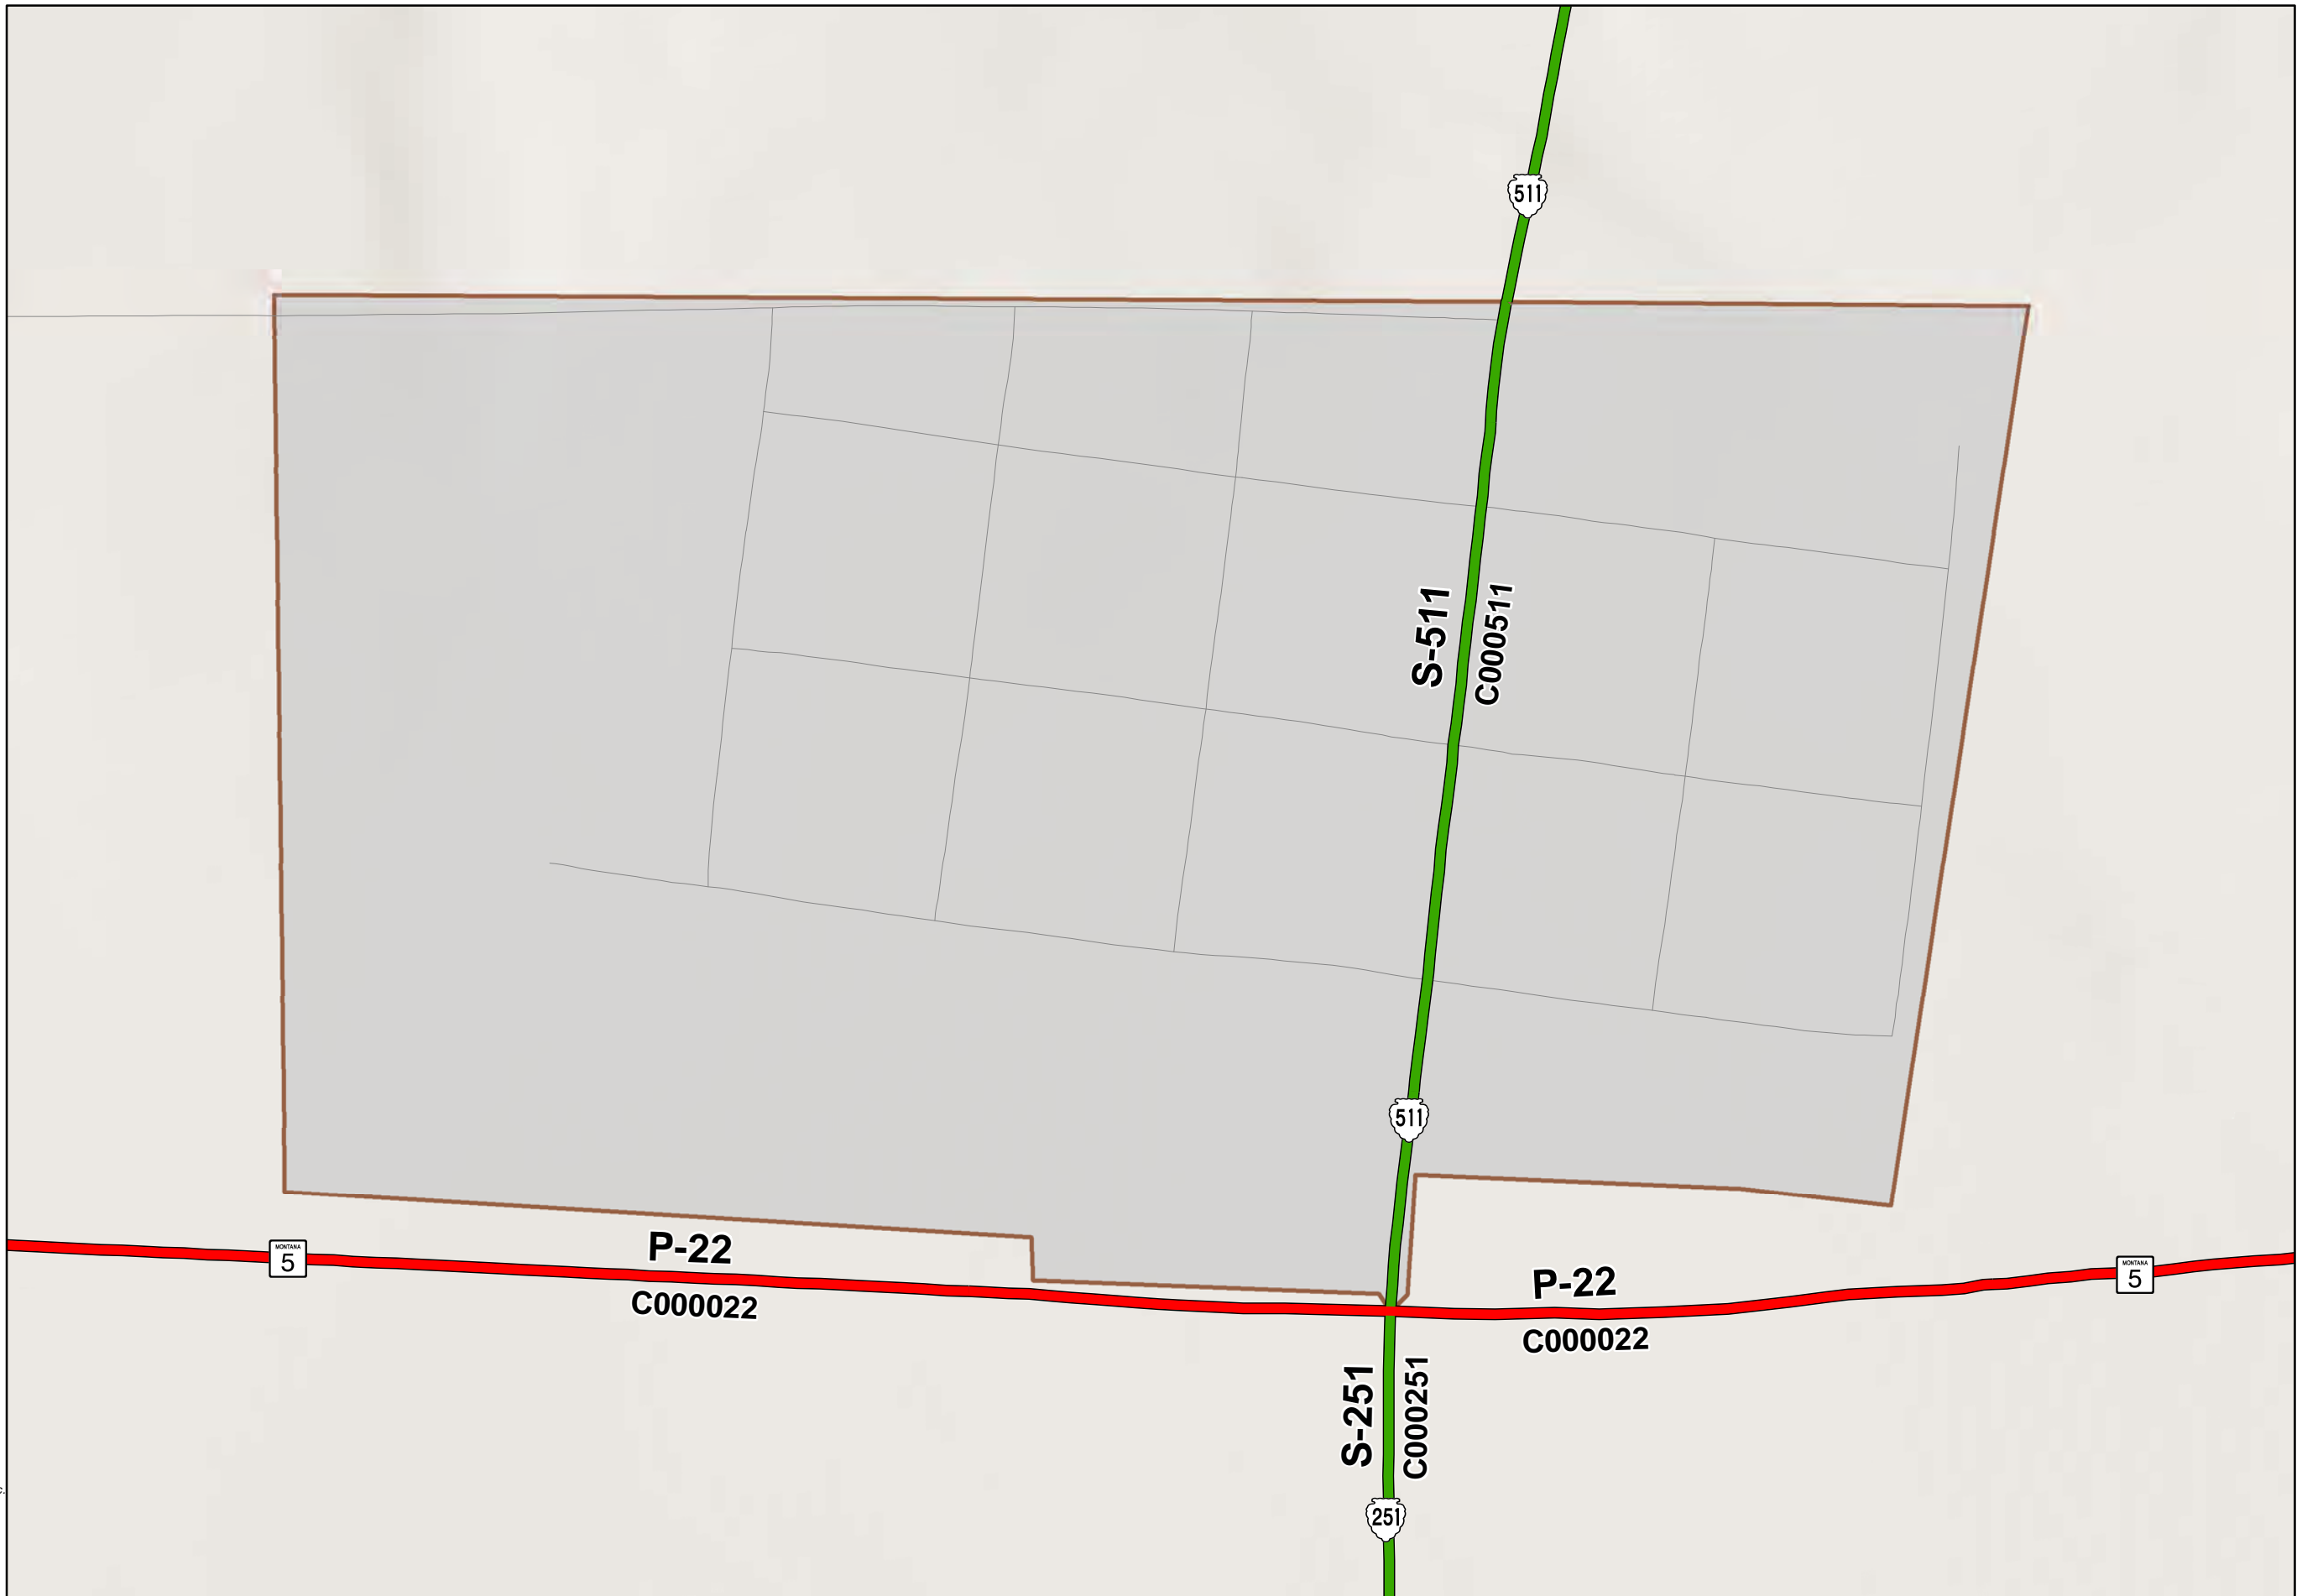 511
S-511
C000511
511
P-22
MONTANA
5
C000022
P-22
MONTANA
5
C000022
S-251
C000251
251
c.